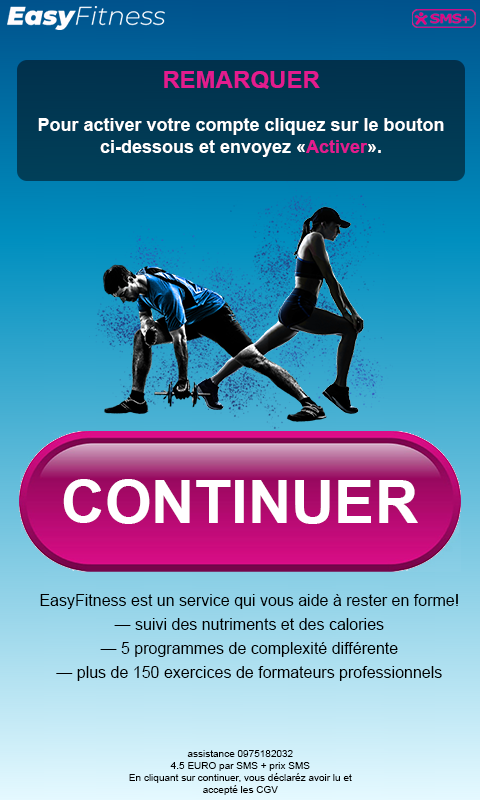 EasyFitness
SMS+
REMARQUER
Pour activer votre compte cliquez sur le bouton
ci-dessous et envoyez «Activer».
CONTINUER
EasyFitness est un service qui vous aide à rester en forme!
— suivi des nutriments et des calories
— 5 programmes de complexité différente
— plus de 150 exercices de formateurs professionnels
assistance 0975182032
4.5 EURO par SMS + prix SMS
En cliquant sur continuer, vous déclaréz avoir lu et
accepté les CGV